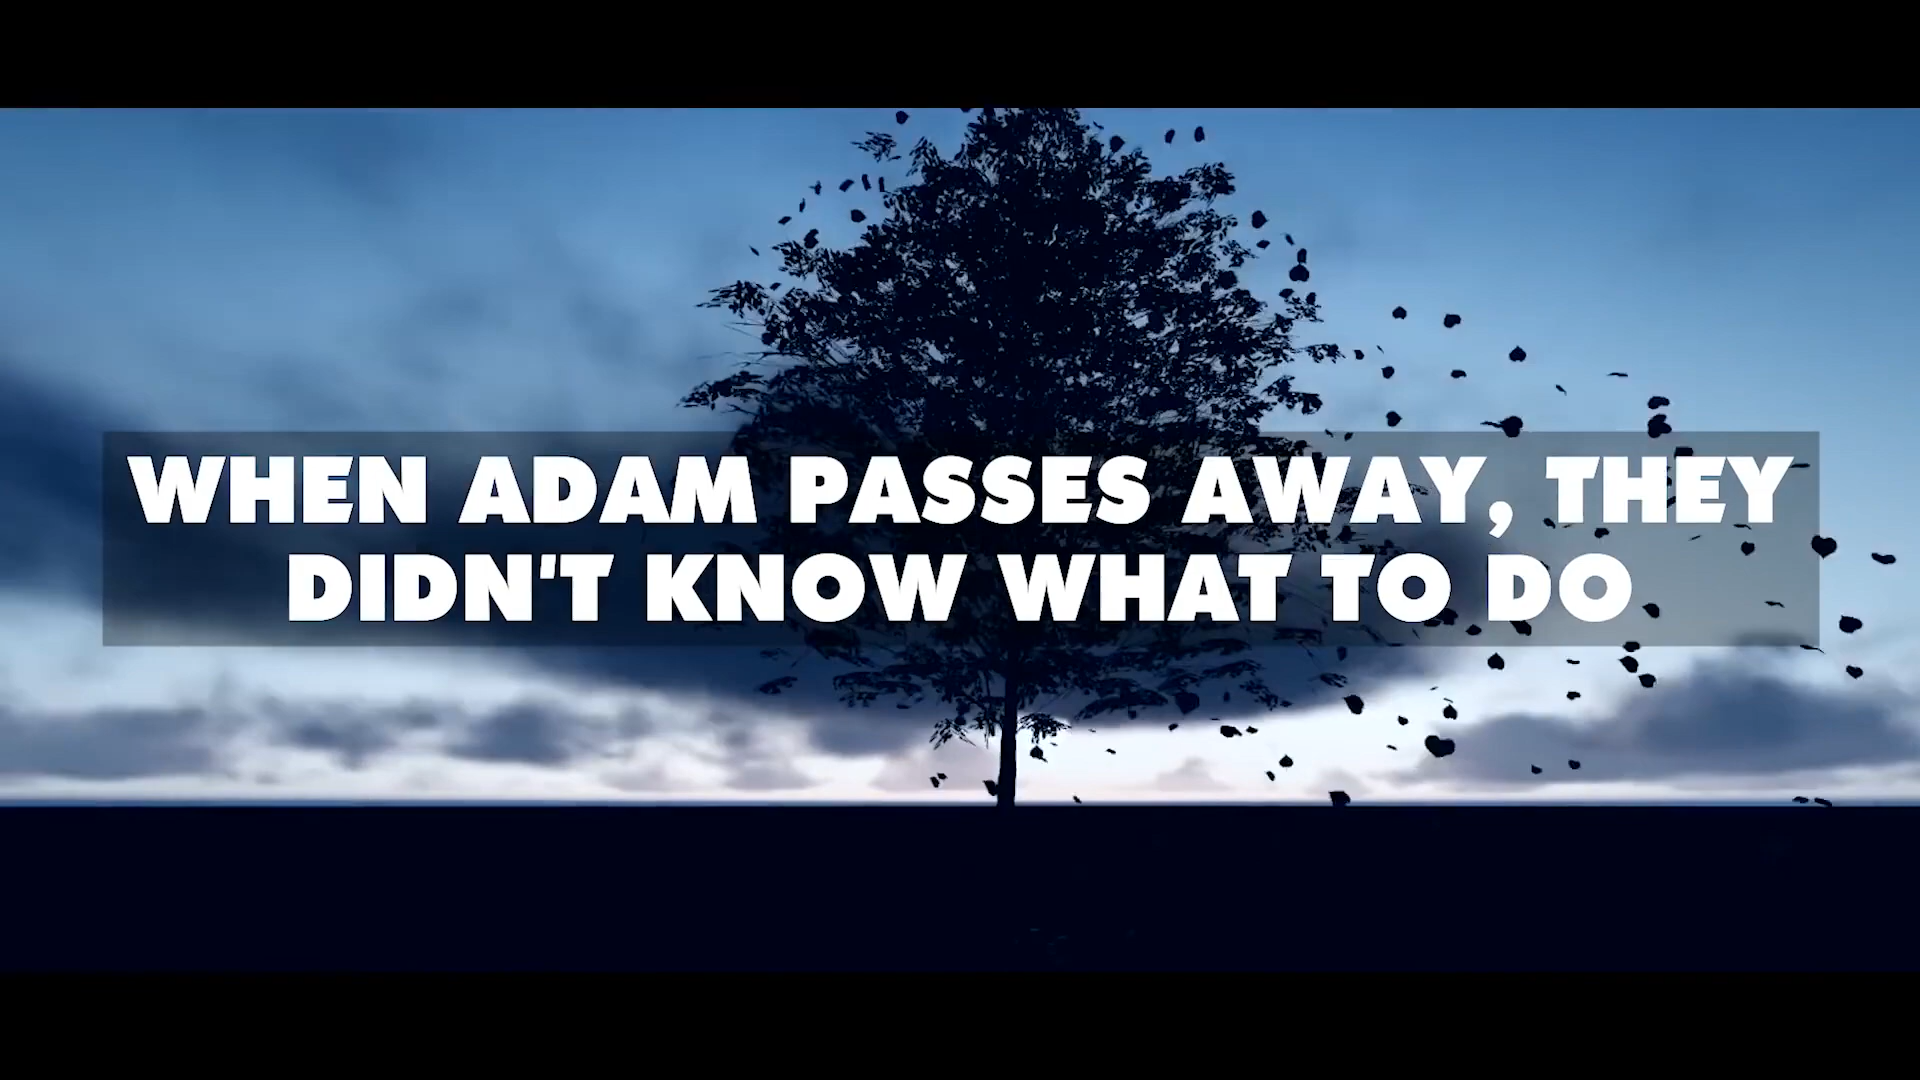 WHEN ADAM PASSES AWAY, THEY
DIDN'T KNOW WHAT TO DO